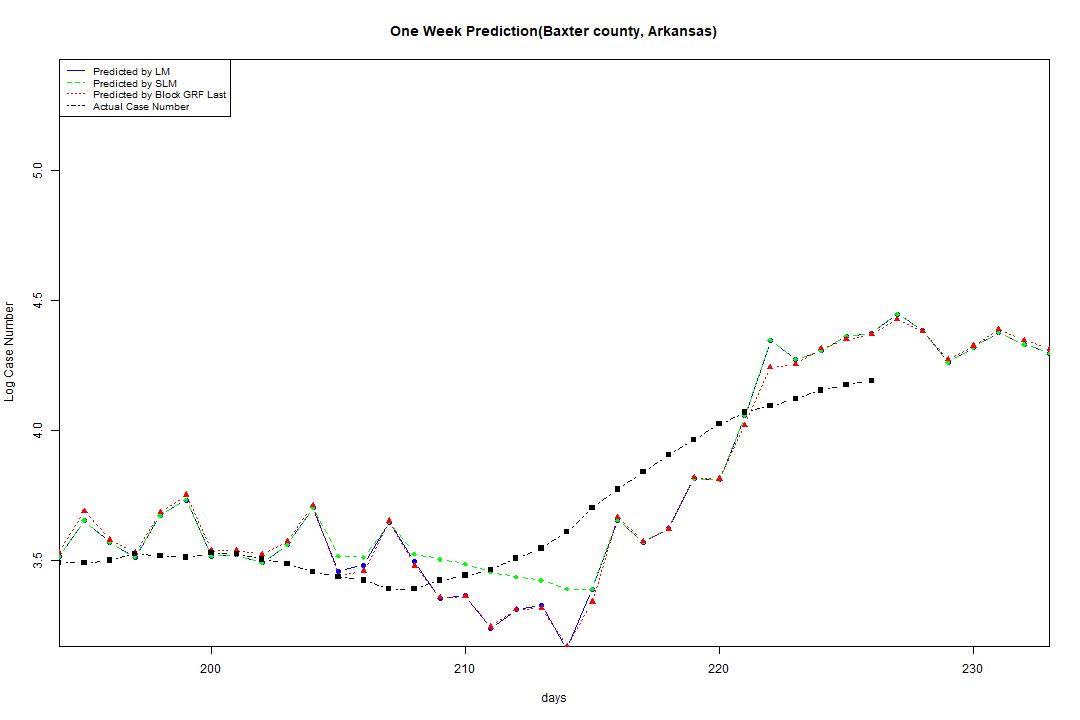 One Week Prediction(Baxter county, Arkansas)
Predicted by LM
Predicted by SLM
Predicted by Block GRF Last
Actual Case Number
5.0
4.5
4.0
3.5
Log Case Number
200 210 220 230
days